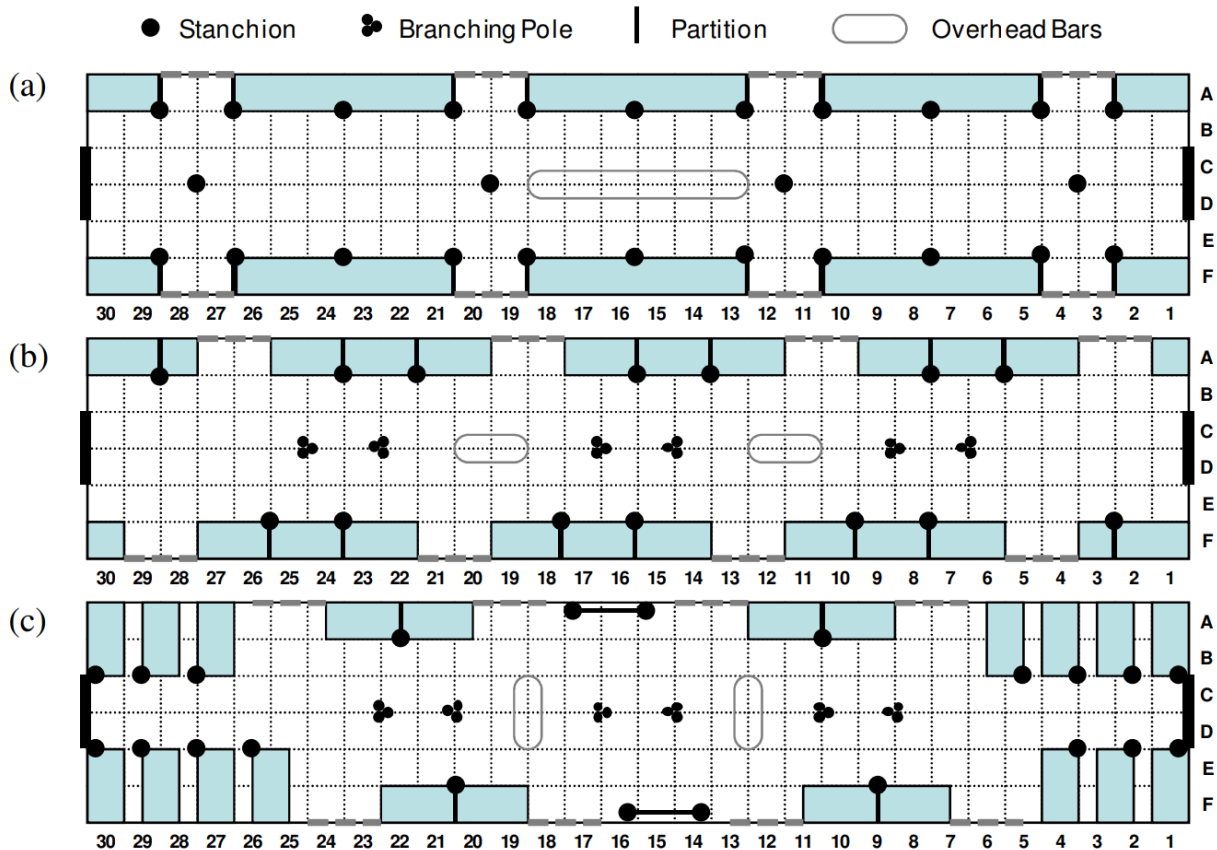 Stanchion Branching Pole Partition Overhead Bars
(a)
A
B
C
D
E
F
30 29 28 27 26 25 24 23 22 21 20 19 18 17 16 15 14 13 12 11 10 9 8 7 6 5 4 3 2 1
(b)
A
B
C
D
E
F
30 29 28 27 26 25 24 23 22 21 20 19 18 17 16 15 14 13 12 11 10 9 8 7 6 5 4 3 2 1
(c)
A
B
C
D
E
F
30 29 28 27 26 25 24 23 22 21 20 19 18 17 16 15 14 13 12 11 10 9 8 7 6 5 4 3 2 1